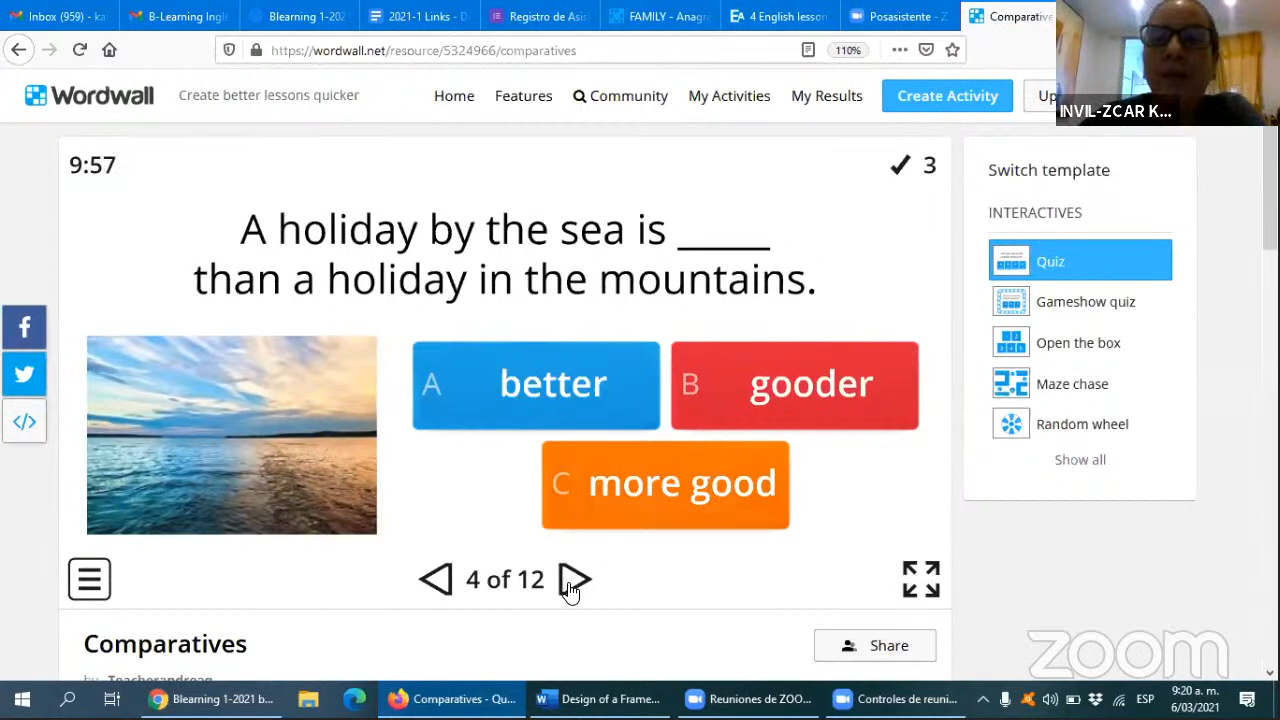 Inbox (959) - ka
B-Learning Inglé
Blearning 1-202
2021-1 Links - D
Registro de Asis
FAMILY - Anagr
EA 4 English lesson
Posasistente - Z
Comparative
https://wordwall.net/resource/5324966/comparatives
110%
Wordwall
Create better lessons quicker
Home
Features
Community
My Activities
My Results
Create Activity
Up
INVIL-ZCAR K...
9:57
3
A holiday by the sea is _____
than a holiday in the mountains.
A better
B gooder
C more good
4 of 12
Switch template
INTERACTIVES
Quiz
Gameshow quiz
Open the box
Maze chase
Random wheel
Show all
Comparatives
Share
by Teacherandreag
zoom
Blearning 1-2021 b...
Comparatives - Qu...
Design of a Frame...
Reuniones de ZOO...
Controles de reuni...
ESP
9:20 a. m.
6/03/2021